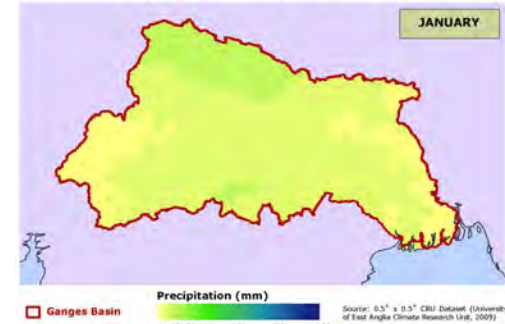 JANUARY
Precipitation (mm)
Ganges Basin
Source: 0.5° x 0.5° CRU Dataset (University
of East Anglia Climate Research Unit, 2009)